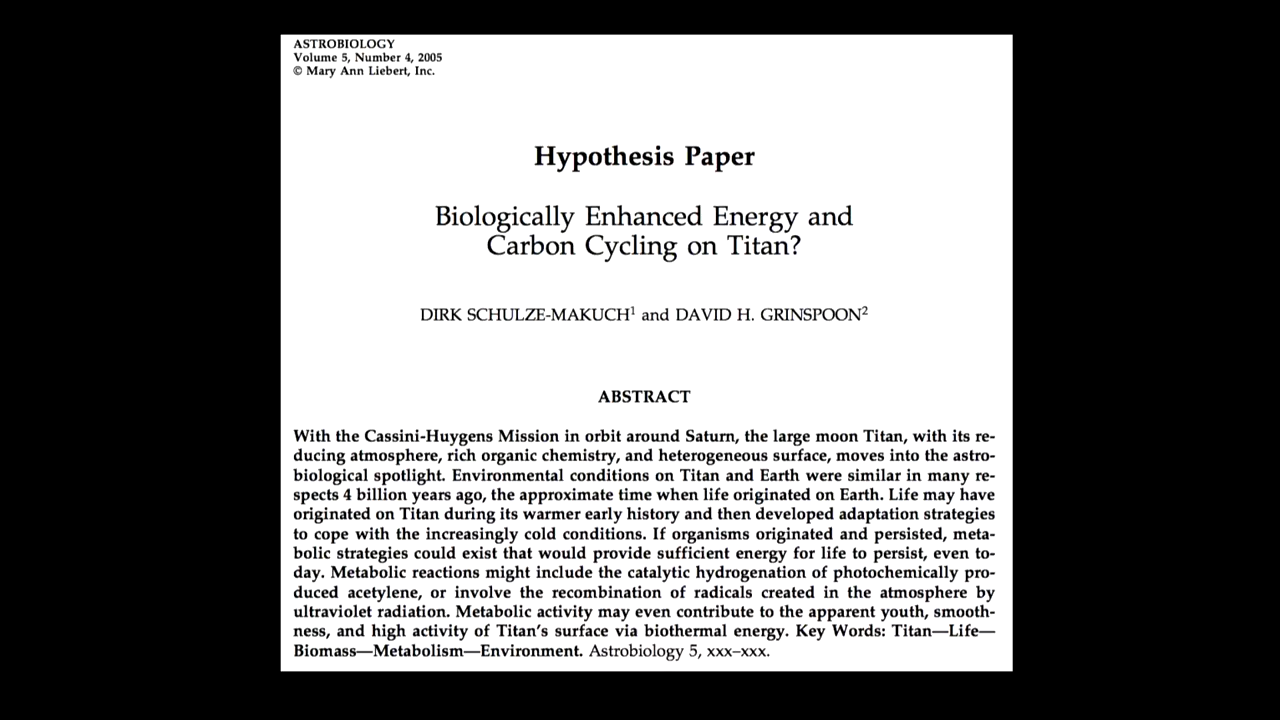 ASTROBIOLOGY
Volume 5, Number 4, 2005
© Mary Ann Liebert, Inc.
Hypothesis Paper
Biologically Enhanced Energy and
Carbon Cycling on Titan?
DIRK SCHULZE-MAKUCH¹ and DAVID H. GRINSPOON²
ABSTRACT
With the Cassini-Huygens Mission in orbit around Saturn, the large moon Titan, with its re-
ducing atmosphere, rich organic chemistry, and heterogeneous surface, moves into the astro-
biological spotlight. Environmental conditions on Titan and Earth were similar in many re-
spects 4 billion years ago, the approximate time when life originated on Earth. Life may have
originated on Titan during its warmer early history and then developed adaptation strategies
to cope with the increasingly cold conditions. If organisms originated and persisted, meta-
bolic strategies could exist that would provide sufficient energy for life to persist, even to-
day. Metabolic reactions might include the catalytic hydrogenation of photochemically pro-
duced acetylene, or involve the recombination of radicals created in the atmosphere by
ultraviolet radiation. Metabolic activity may even contribute to the apparent youth, smooth-
ness, and high activity of Titan's surface via biothermal energy. Key Words: Titan—Life—
Biomass—Metabolism—Environment. Astrobiology 5, xxx–xxx.